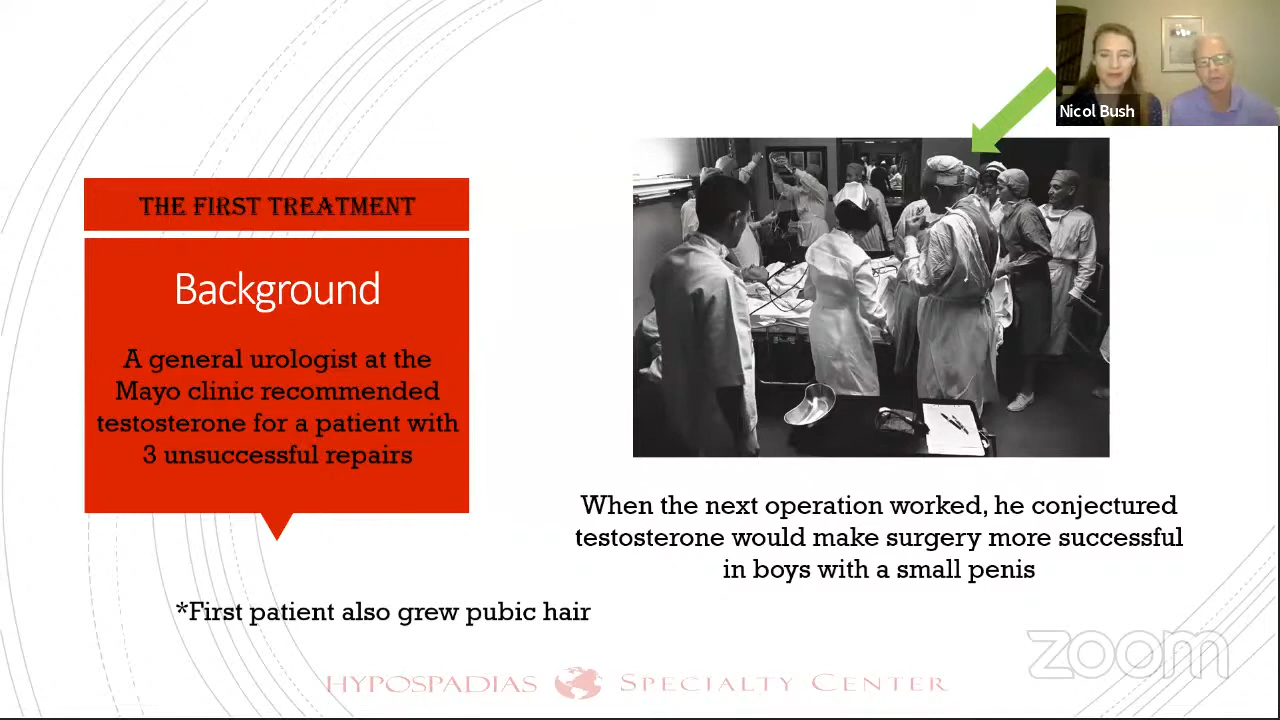 Nicol Bush
THE FIRST TREATMENT
Background
A general urologist at the
Mayo clinic recommended
testosterone for a patient with
3 unsuccessful repairs
When the next operation worked, he conjectured
testosterone would make surgery more successful
in boys with a small penis
*First patient also grew pubic hair
zoom
HYPOSPADIAS SPECIALTY CENTER